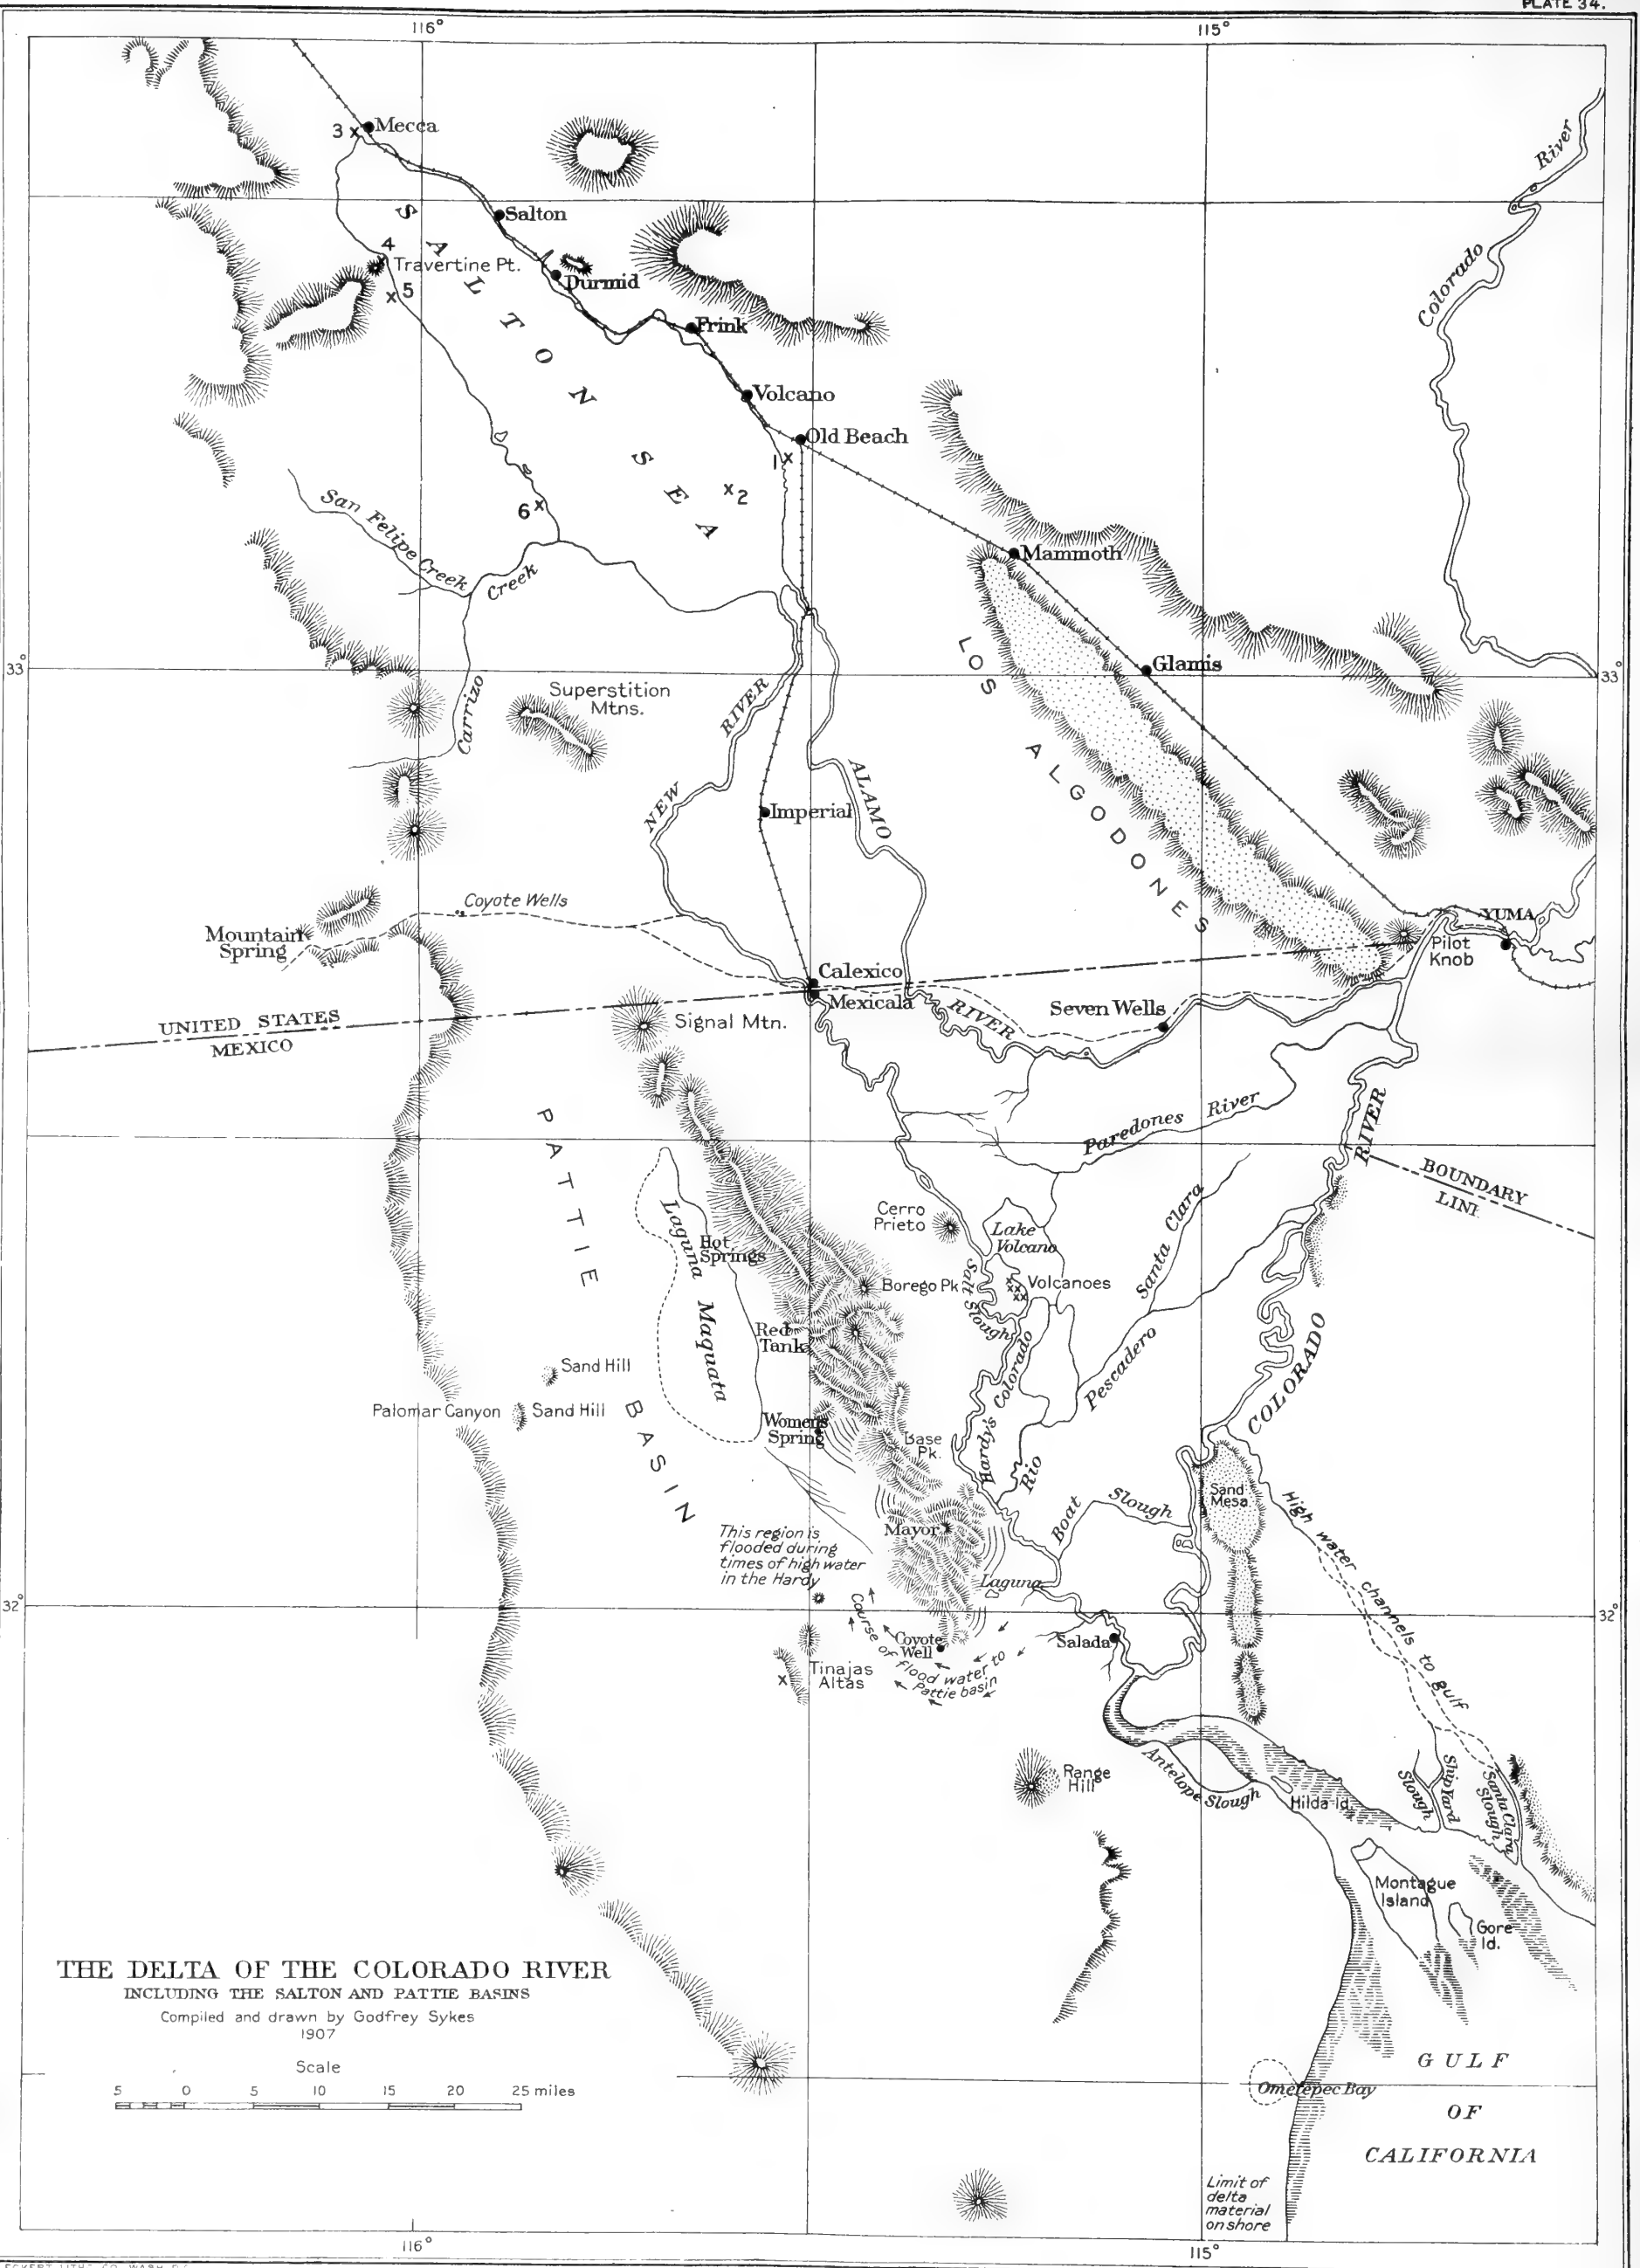 PLATE 34.
116°
115°
3 x
Mecca
River
Salton
SALTON SEA
4
Travertine Pt.
x 5
Durmid
Colorado
Frink
Volcano
Old Beach
1 x
x 2
San Felipe Creek
6 x
Mammoth
Creek
LOS ALGODONES
33°
Glamis
33°
Superstition
Mtns.
Carrizo
RIVER
NEW
ALAMO
Imperial
Coyote Wells
Mountain
Spring
YUMA
Pilot
Knob
Calexico
Mexicala
RIVER
Seven Wells
UNITED STATES
MEXICO
Signal Mtn.
PATTIE BASIN
Paredones River
RIVER
BOUNDARY
LINE
Cerro
Prieto
Lake
Volcano
Santa Clara
Laguna Maquata
Hot
Springs
Borego Pk.
Salt Slough
Volcanoes
Red
Tank
Hardy's Colorado
Pescadero
COLORADO
Sand Hill
Palomar Canyon
Sand Hill
Womens
Spring
Base
Pk.
Rio
Boat Slough
Sand
Mesa
High water channels to gulf
This region is
flooded during
times of high water
in the Hardy
Mayor
Laguna
32°
32°
Course of flood water to
Pattie basin
Coyote
Well
Salada
x
Tinajas
Altas
Range
Hill
Antelope Slough
Hilda Id.
Slough
Ship Yard
Santa Clara
Slough
Montague
Island
Gore
Id.
THE DELTA OF THE COLORADO RIVER
INCLUDING THE SALTON AND PATTIE BASINS
Compiled and drawn by Godfrey Sykes
1907
Scale
5 0 5 10 15 20 25 miles
GULF
OF
CALIFORNIA
Ometepec Bay
Limit of
delta
material
on shore
116°
115°
ECKERT LITH. CO. WASH. D.C.